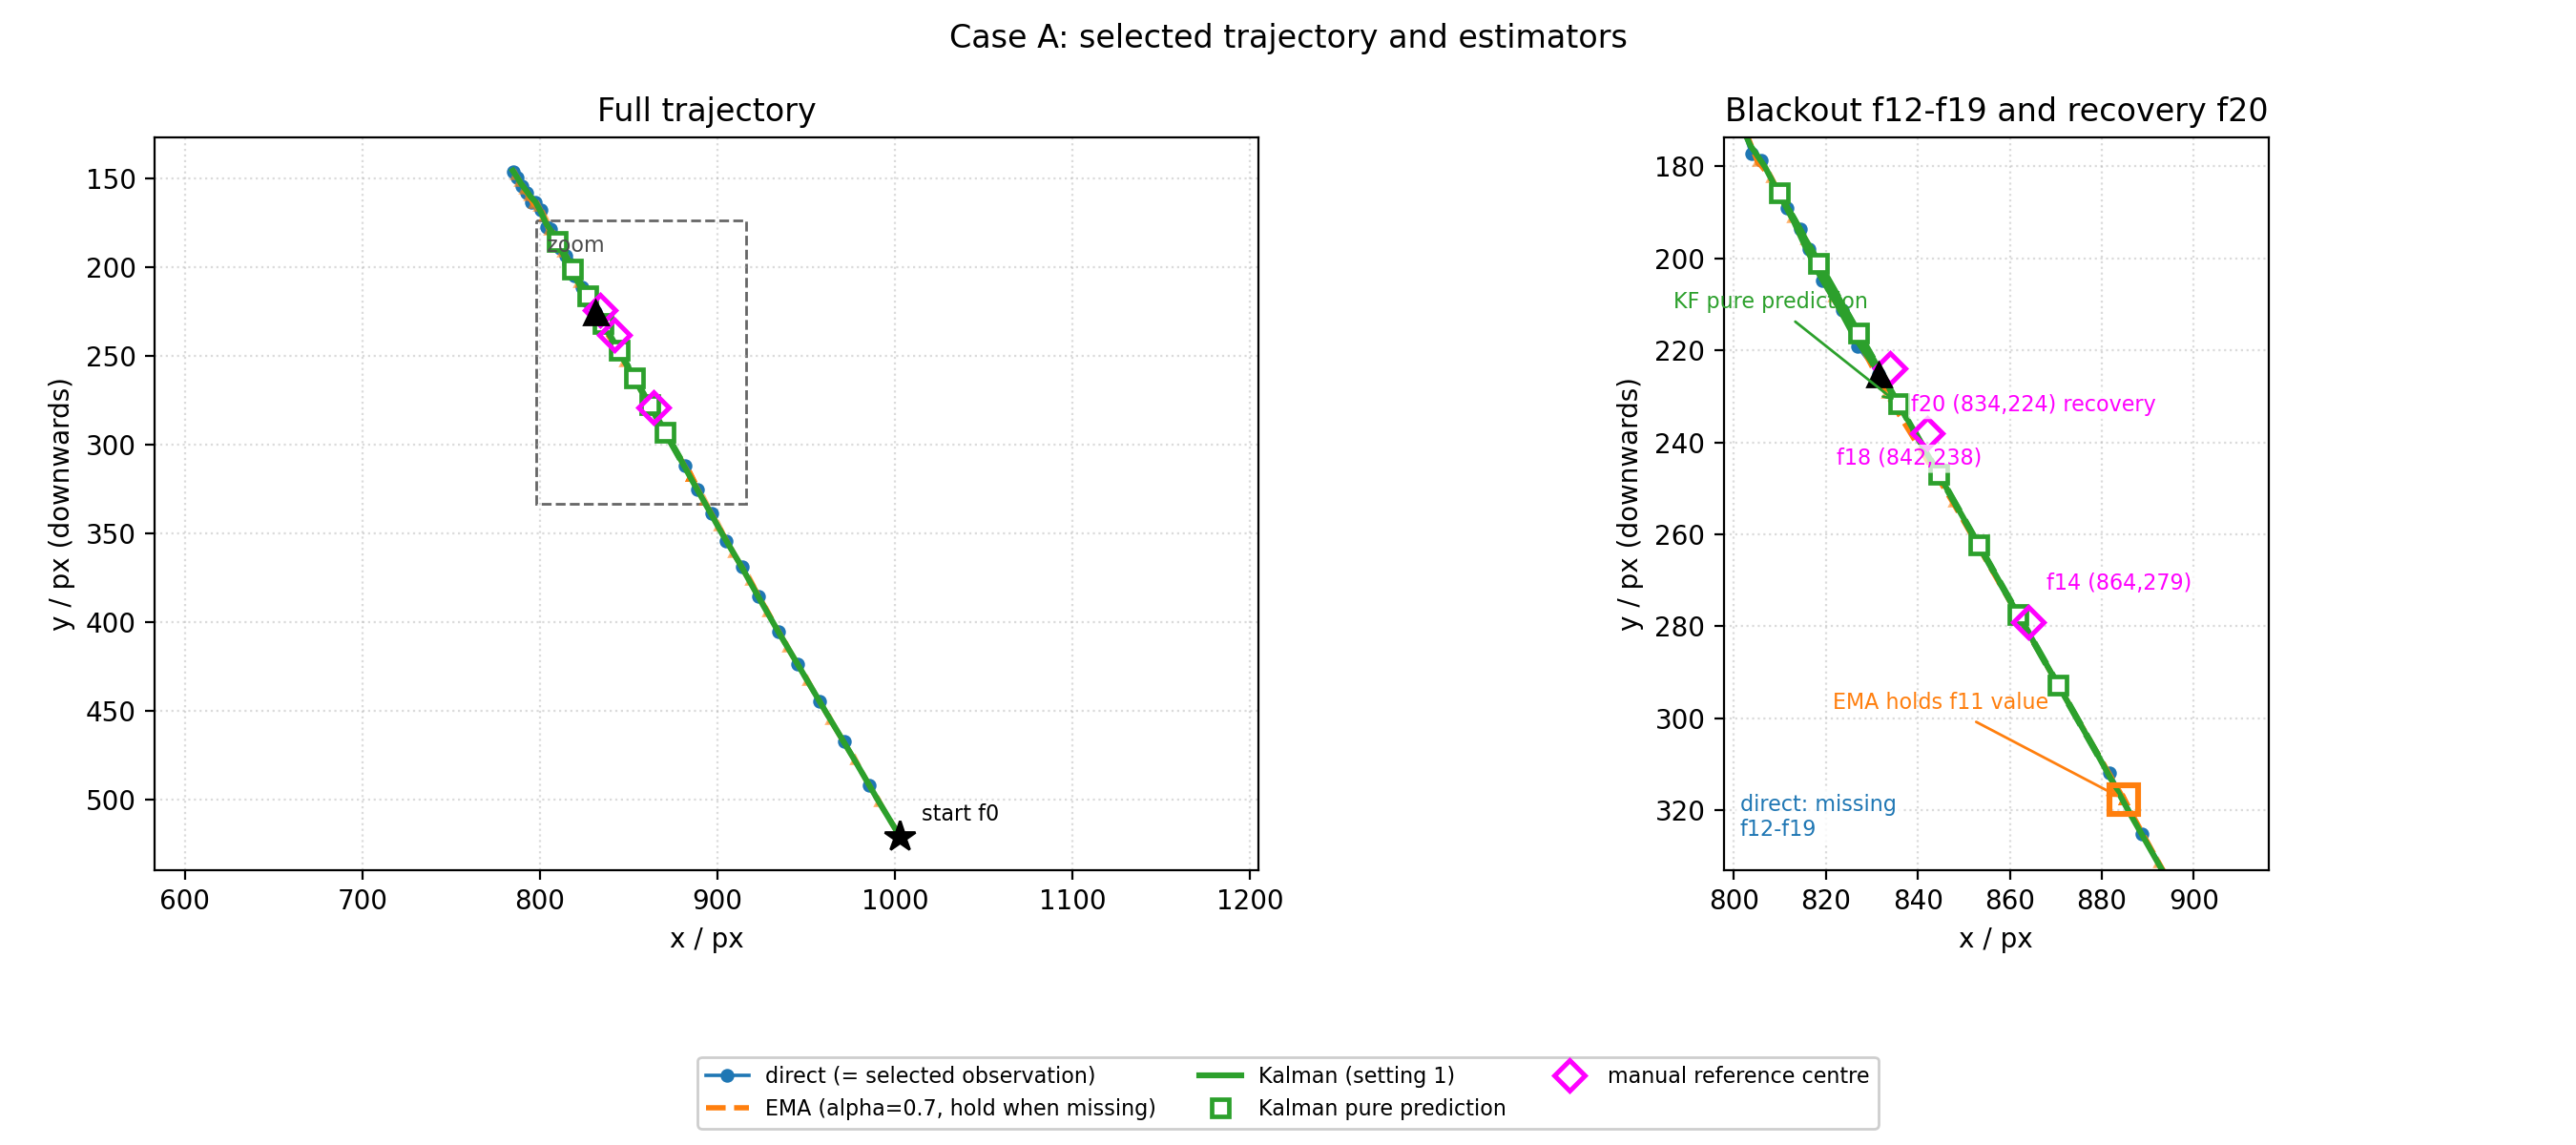 Case A: selected trajectory and estimators
Full trajectory
150
200
250
300
350
400
450
500
y / px (downwards)
zoom
start f0
600
700
800
900
1000
1100
1200
x / px
Blackout f12-f19 and recovery f20
180
200
220
240
260
280
300
320
y / px (downwards)
KF pure prediction
f20 (834,224) recovery
f18 (842,238)
f14 (864,279)
EMA holds f11 value
direct: missing
f12-f19
800
820
840
860
880
900
x / px
direct (= selected observation)
EMA (alpha=0.7, hold when missing)
Kalman (setting 1)
Kalman pure prediction
manual reference centre